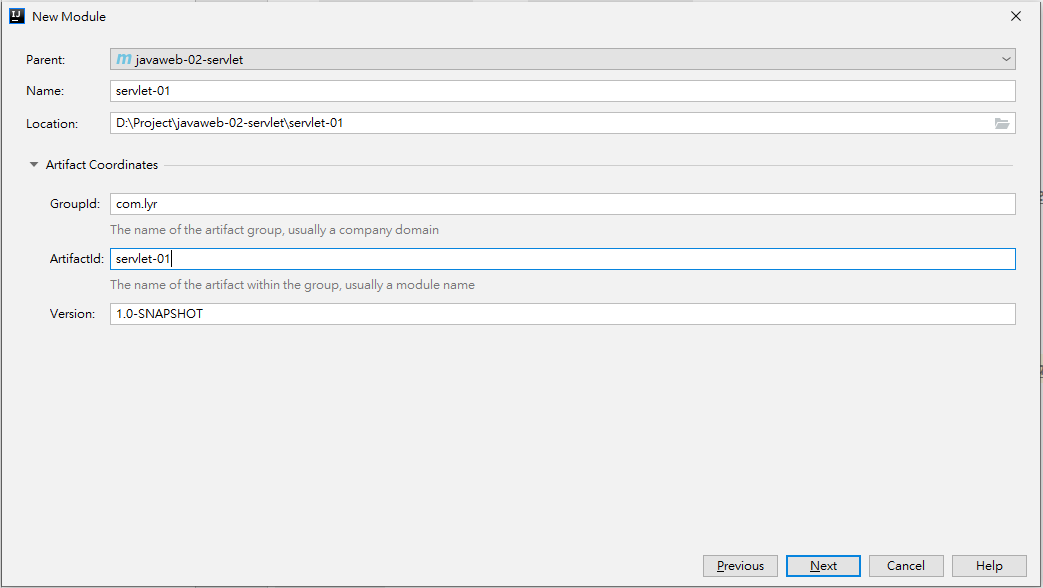 New Module
Parent: javaweb-02-servlet
Name: servlet-01
Location: D:\Project\javaweb-02-servlet\servlet-01
Artifact Coordinates
GroupId: com.lyr
The name of the artifact group, usually a company domain
ArtifactId: servlet-01
The name of the artifact within the group, usually a module name
Version: 1.0-SNAPSHOT
Previous Next Cancel Help